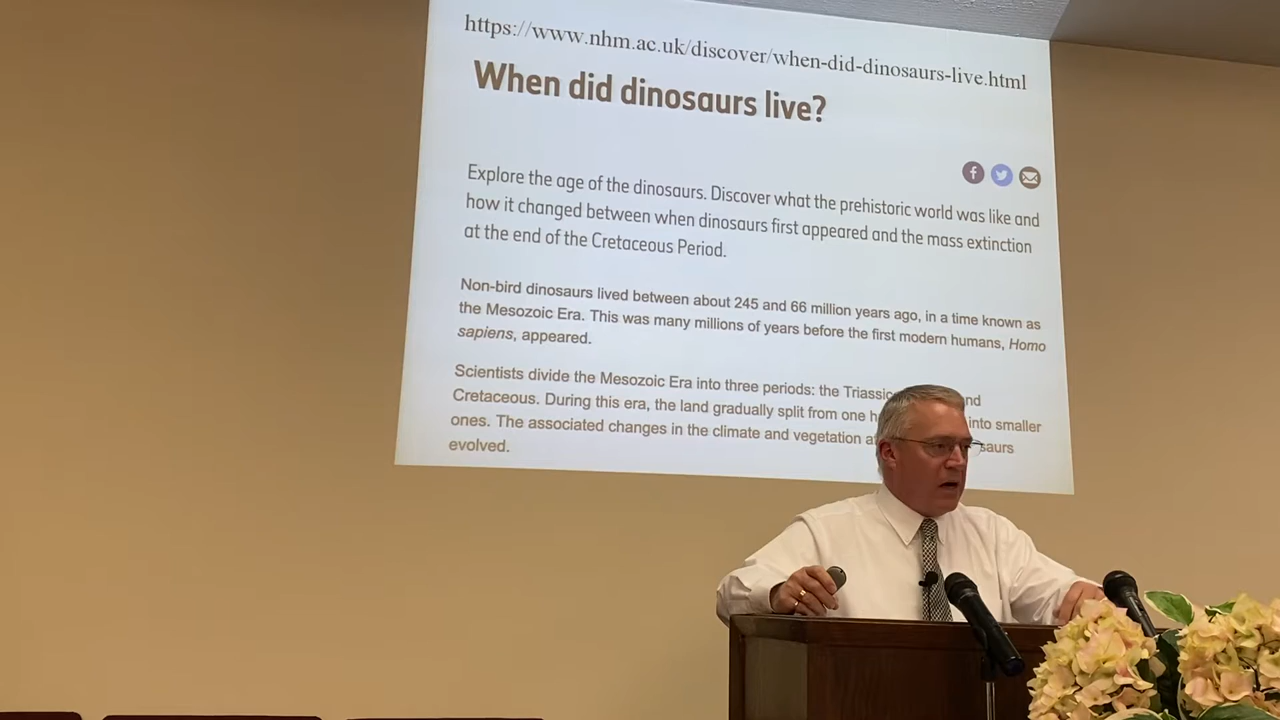 https://www.nhm.ac.uk/discover/when-did-dinosaurs-live.html
When did dinosaurs live?
Explore the age of the dinosaurs. Discover what the prehistoric world was like and
how it changed between when dinosaurs first appeared and the mass extinction
at the end of the Cretaceous Period.
Non-bird dinosaurs lived between about 245 and 66 million years ago, in a time known as
the Mesozoic Era. This was many millions of years before the first modern humans, Homo
sapiens, appeared.
Scientists divide the Mesozoic Era into three periods: the Triassic
Cretaceous. During this era, the land gradually split from one into smaller
ones. The associated changes in the climate and vegetation
evolved.